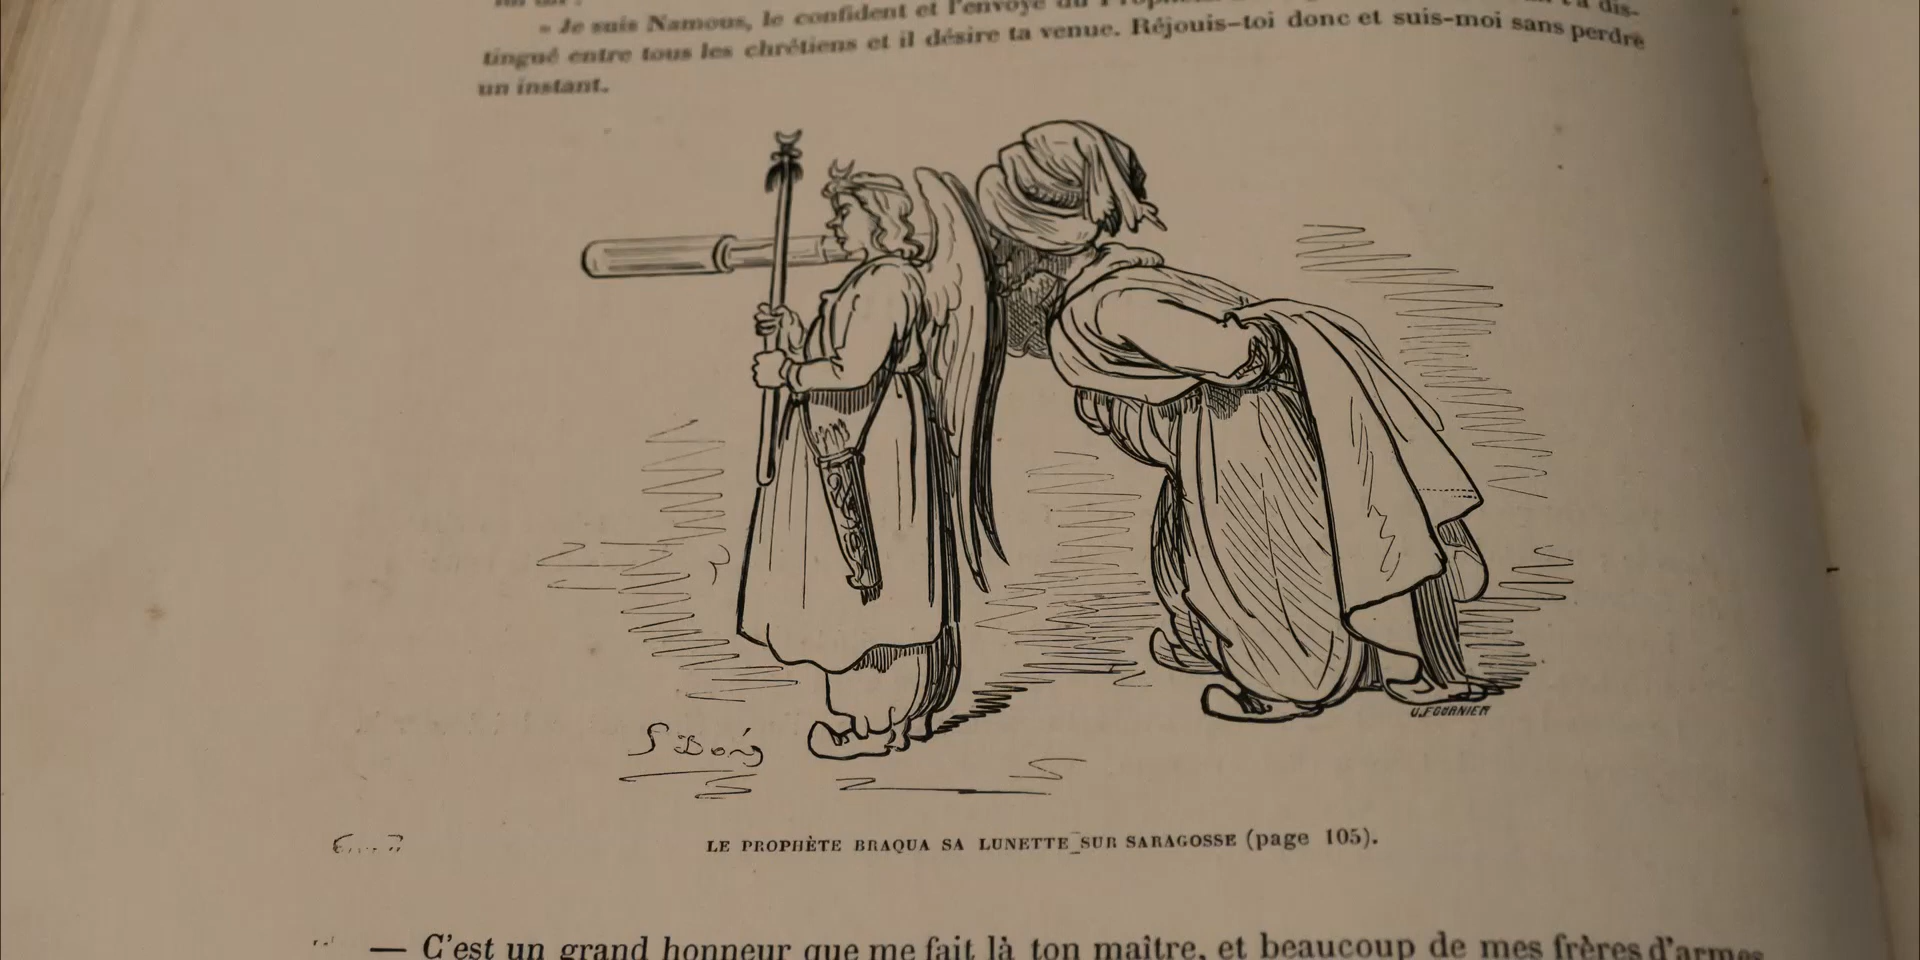 « Je suis Namous, le confident et l'envoyé du
tingué entre tous les chrétiens et il désire ta venue. Réjouis-toi donc et suis-moi sans perdre
un instant.
G Doré
U. FOURNIER
LE PROPHÈTE BRAQUA SA LUNETTE SUR SARAGOSSE (page 105).
— C'est un grand honneur que me fait là ton maître, et beaucoup de mes frères d'armes